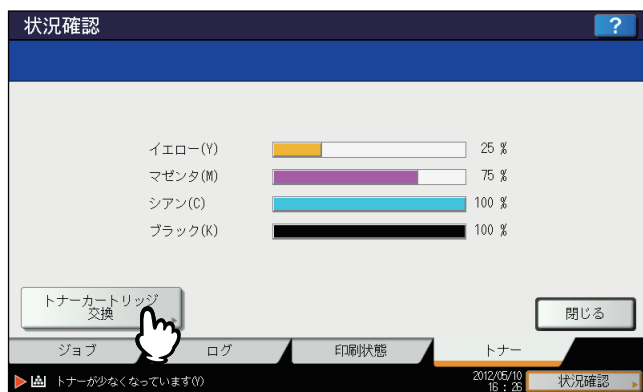 状況確認
?
イエロー(Y) 25 %
マゼンタ(M) 75 %
シアン(C) 100 %
ブラック(K) 100 %
トナーカートリッジ
交換
閉じる
ジョブ ログ 印刷状態 トナー
トナーが少なくなっています(Y)
2012/05/10
16 : 26
状況確認